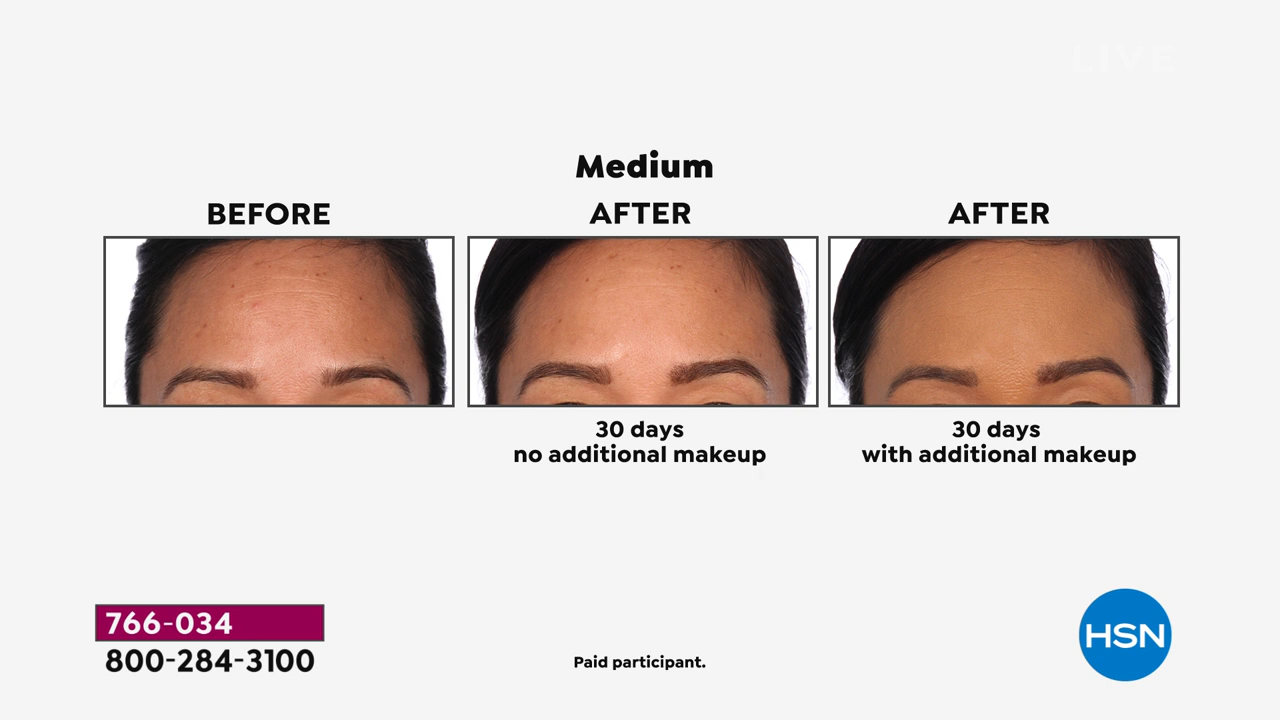 LIVE
Medium
BEFORE
AFTER
AFTER
30 days
no additional makeup
30 days
with additional makeup
766-034
800-284-3100
Paid participant.
HSN